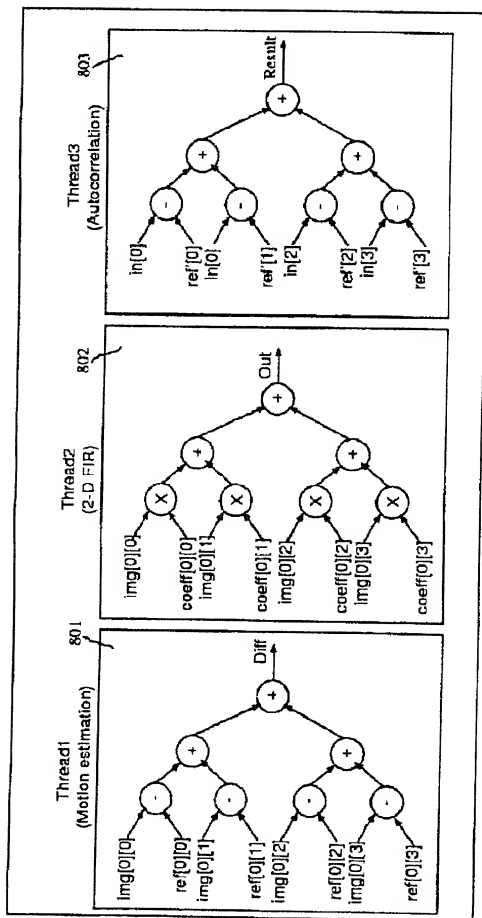 Thread1
(Motion estimation)
801
img[0][0]
ref[0][0]
img[0][1]
ref[0][1]
img[0][2]
ref[0][2]
img[0][3]
ref[0][3]
-
-
-
-
+
+
+
Diff
Thread2
(2-D FIR)
802
img[0][0]
coeff[0][0]
img[0][1]
coeff[0][1]
img[0][2]
coeff[0][2]
img[0][3]
coeff[0][3]
X
X
X
X
+
+
+
Out
Thread3
(Autocorrelation)
803
in[0]
ref'[0]
in[0]
ref'[1]
in[2]
ref'[2]
in[3]
ref'[3]
-
-
-
-
+
+
+
Result